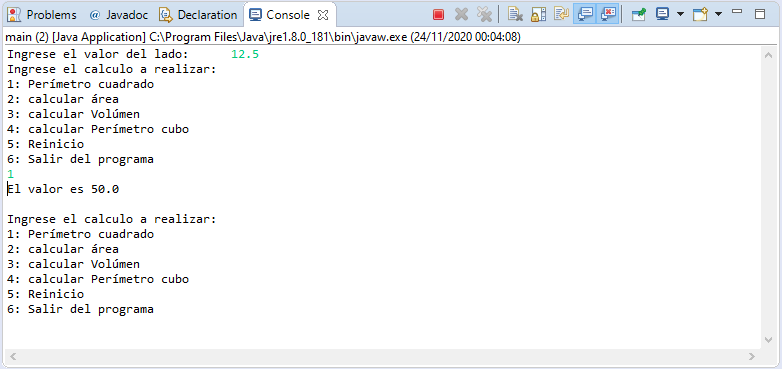 Problems @ Javadoc Declaration Console
main (2) [Java Application] C:\Program Files\Java\jre1.8.0_181\bin\javaw.exe (24/11/2020 00:04:08)
Ingrese el valor del lado: 12.5
Ingrese el calculo a realizar:
1: Perímetro cuadrado
2: calcular área
3: calcular Volúmen
4: calcular Perímetro cubo
5: Reinicio
6: Salir del programa
1
El valor es 50.0
Ingrese el calculo a realizar:
1: Perímetro cuadrado
2: calcular área
3: calcular Volúmen
4: calcular Perímetro cubo
5: Reinicio
6: Salir del programa